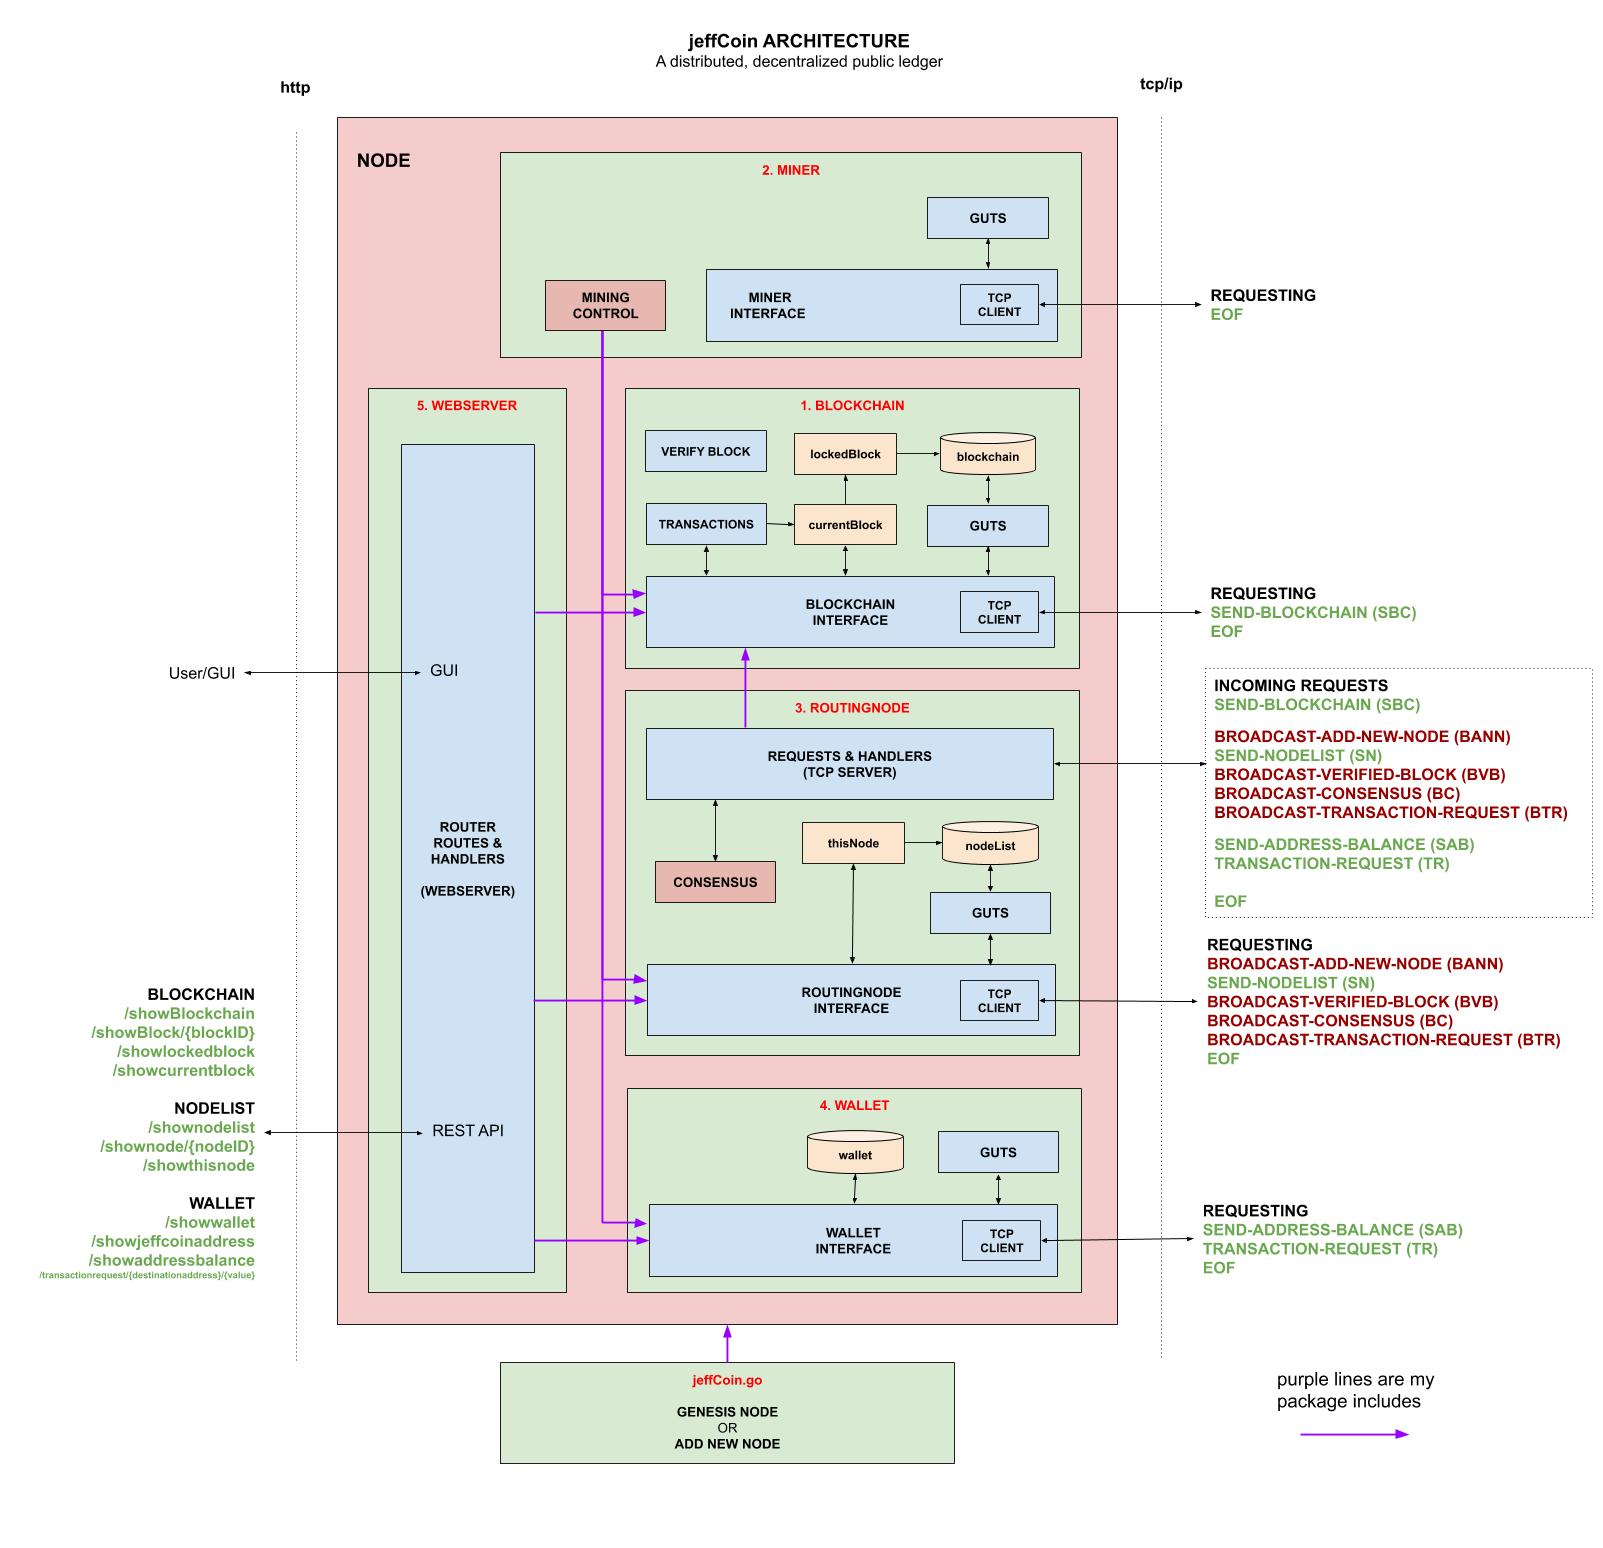 jeffCoin ARCHITECTURE
A distributed, decentralized public ledger
http
tcp/ip
NODE
2. MINER
GUTS
MINING
CONTROL
MINER
INTERFACE
TCP
CLIENT
REQUESTING
EOF
5. WEBSERVER
GUI
ROUTER
ROUTES &
HANDLERS
(WEBSERVER)
REST API
User/GUI
1. BLOCKCHAIN
VERIFY BLOCK
lockedBlock
blockchain
TRANSACTIONS
currentBlock
GUTS
BLOCKCHAIN
INTERFACE
TCP
CLIENT
REQUESTING
SEND-BLOCKCHAIN (SBC)
EOF
3. ROUTINGNODE
REQUESTS & HANDLERS
(TCP SERVER)
thisNode
nodeList
CONSENSUS
GUTS
ROUTINGNODE
INTERFACE
TCP
CLIENT
INCOMING REQUESTS
SEND-BLOCKCHAIN (SBC)
BROADCAST-ADD-NEW-NODE (BANN)
SEND-NODELIST (SN)
BROADCAST-VERIFIED-BLOCK (BVB)
BROADCAST-CONSENSUS (BC)
BROADCAST-TRANSACTION-REQUEST (BTR)
SEND-ADDRESS-BALANCE (SAB)
TRANSACTION-REQUEST (TR)
EOF
REQUESTING
BROADCAST-ADD-NEW-NODE (BANN)
SEND-NODELIST (SN)
BROADCAST-VERIFIED-BLOCK (BVB)
BROADCAST-CONSENSUS (BC)
BROADCAST-TRANSACTION-REQUEST (BTR)
EOF
BLOCKCHAIN
/showBlockchain
/showBlock/{blockID}
/showlockedblock
/showcurrentblock
NODELIST
/shownodelist
/shownode/{nodeID}
/showthisnode
WALLET
/showwallet
/showjeffcoinaddress
/showaddressbalance
/transactionrequest/{destinationaddress}/{value}
4. WALLET
wallet
GUTS
WALLET
INTERFACE
TCP
CLIENT
REQUESTING
SEND-ADDRESS-BALANCE (SAB)
TRANSACTION-REQUEST (TR)
EOF
jeffCoin.go
GENESIS NODE
OR
ADD NEW NODE
purple lines are my
package includes